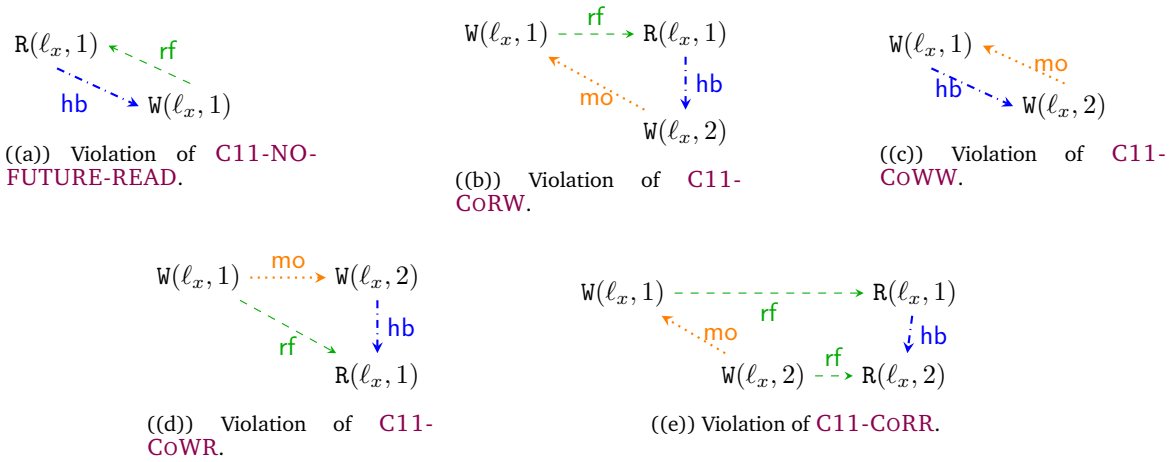 R(ℓₓ, 1)
rf
hb
W(ℓₓ, 1)
((a)) Violation of C11-NO-
FUTURE-READ.
W(ℓₓ, 1) rf R(ℓₓ, 1)
mo hb
W(ℓₓ, 2)
((b)) Violation of C11-
CORW.
W(ℓₓ, 1)
mo
hb
W(ℓₓ, 2)
((c)) Violation of C11-
COWW.
W(ℓₓ, 1) mo W(ℓₓ, 2)
rf hb
R(ℓₓ, 1)
((d)) Violation of C11-
COWR.
W(ℓₓ, 1) rf R(ℓₓ, 1)
mo hb
W(ℓₓ, 2) rf R(ℓₓ, 2)
((e)) Violation of C11-CORR.